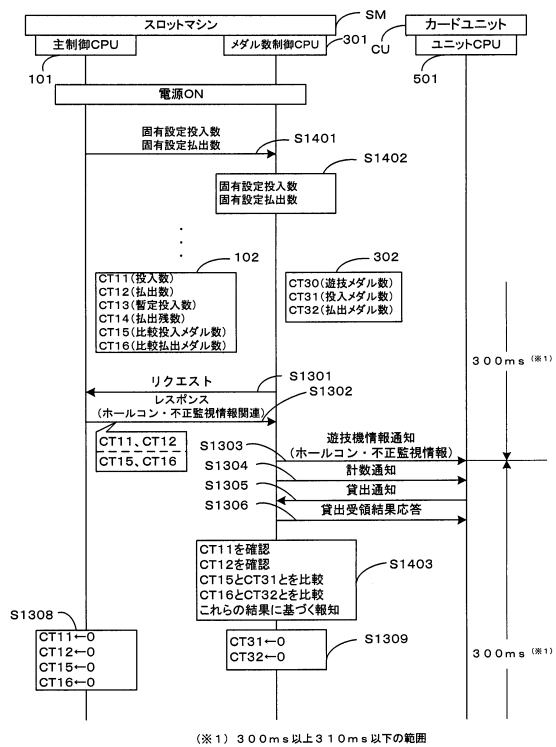 スロットマシン
SM
カードユニット
主制御CPU
メダル数制御CPU
301
CU
ユニットCPU
101
501
電源ON
固有設定投入数
固有設定払出数
S1401
S1402
固有設定投入数
固有設定払出数
102
302
CT11(投入数)
CT12(払出数)
CT13(暫定投入数)
CT14(払出残数)
CT15(比較投入メダル数)
CT16(比較払出メダル数)
CT30(遊技メダル数)
CT31(投入メダル数)
CT32(払出メダル数)
300ms(※1)
リクエスト
S1301
レスポンス
(ホールコン・不正監視情報関連)
S1302
CT11、CT12
CT15、CT16
S1303
遊技機情報通知
(ホールコン・不正監視情報)
S1304
計数通知
S1305
貸出通知
S1306
貸出受領結果応答
CT11を確認
CT12を確認
CT15とCT31とを比較
CT16とCT32とを比較
これらの結果に基づく報知
S1403
S1308
CT11←0
CT12←0
CT15←0
CT16←0
CT31←0
CT32←0
S1309
300ms(※1)
(※1)300ms以上310ms以下の範囲